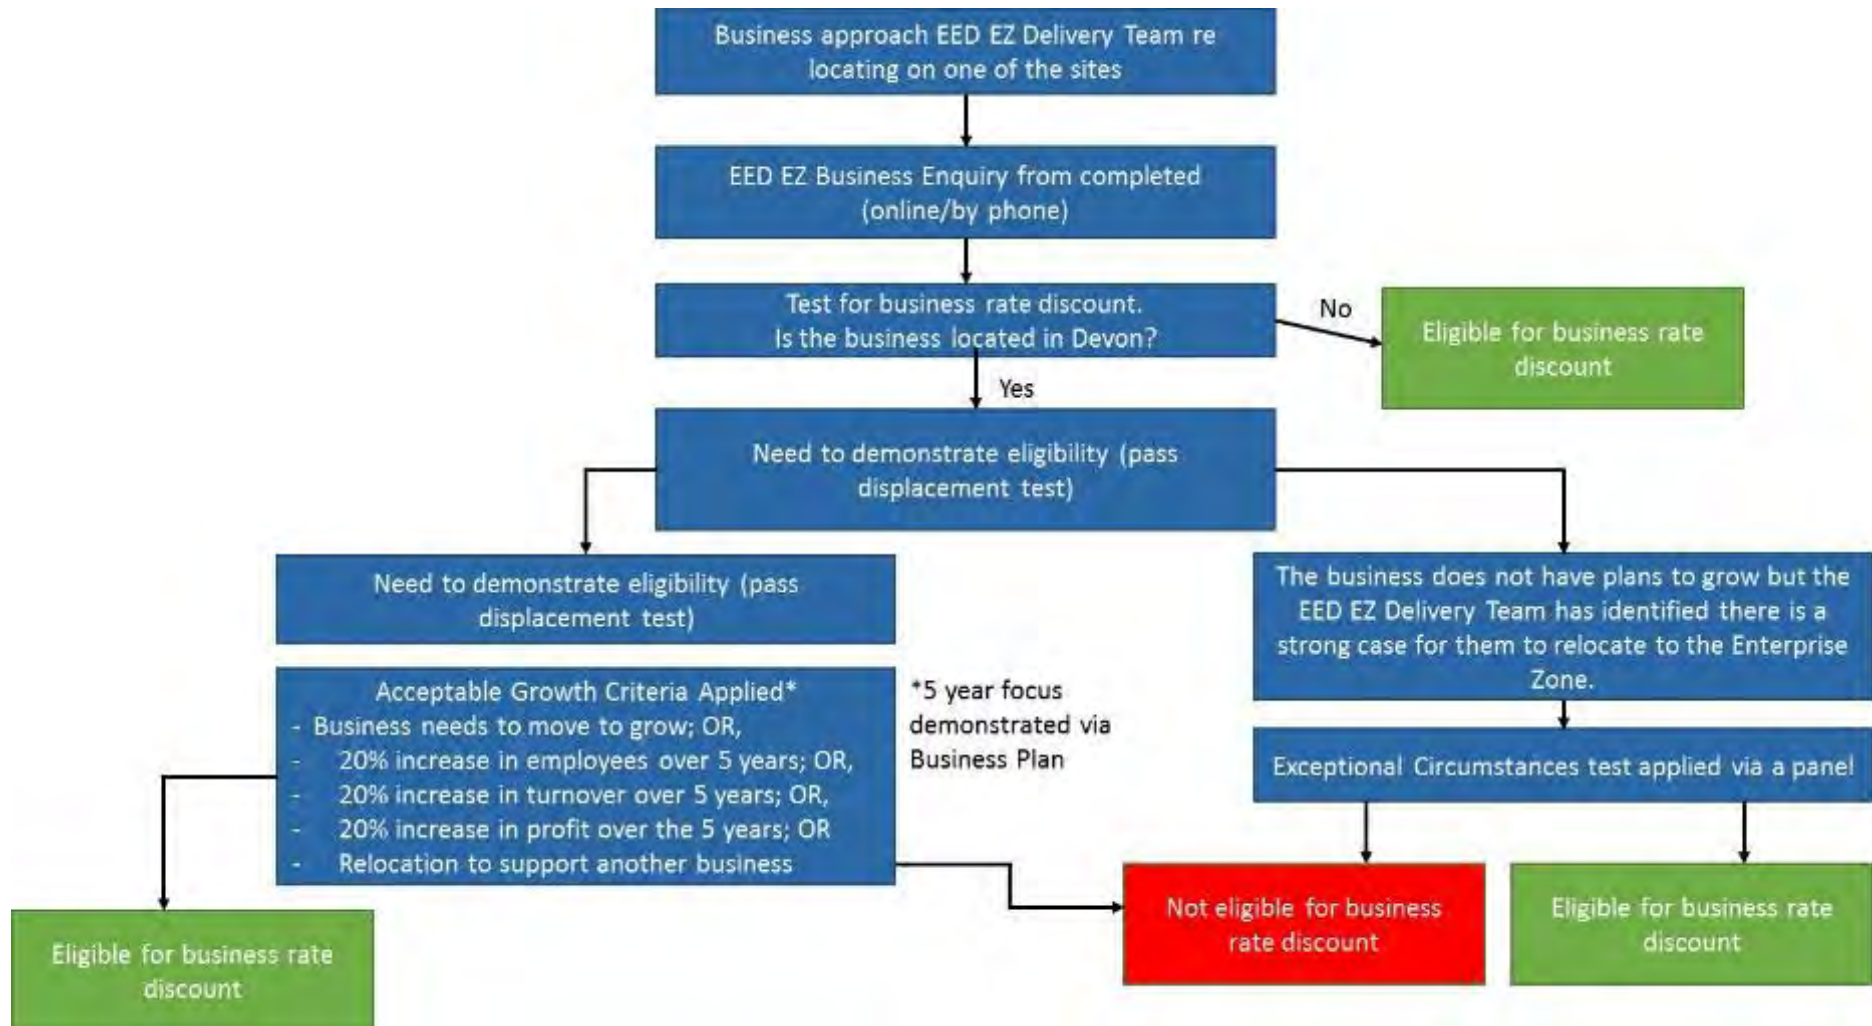 Business approach EED EZ Delivery Team re
locating on one of the sites
EED EZ Business Enquiry from completed
(online/by phone)
Test for business rate discount.
Is the business located in Devon?
No
Eligible for business rate
discount
Yes
Need to demonstrate eligibility (pass
displacement test)
Need to demonstrate eligibility (pass
displacement test)
The business does not have plans to grow but the
EED EZ Delivery Team has identified there is a
strong case for them to relocate to the Enterprise
Zone.
Acceptable Growth Criteria Applied*
- Business needs to move to grow; OR,
- 20% increase in employees over 5 years; OR,
- 20% increase in turnover over 5 years; OR,
- 20% increase in profit over the 5 years; OR
- Relocation to support another business
*5 year focus
demonstrated via
Business Plan
Exceptional Circumstances test applied via a panel
Eligible for business rate
discount
Not eligible for business
rate discount
Eligible for business rate
discount